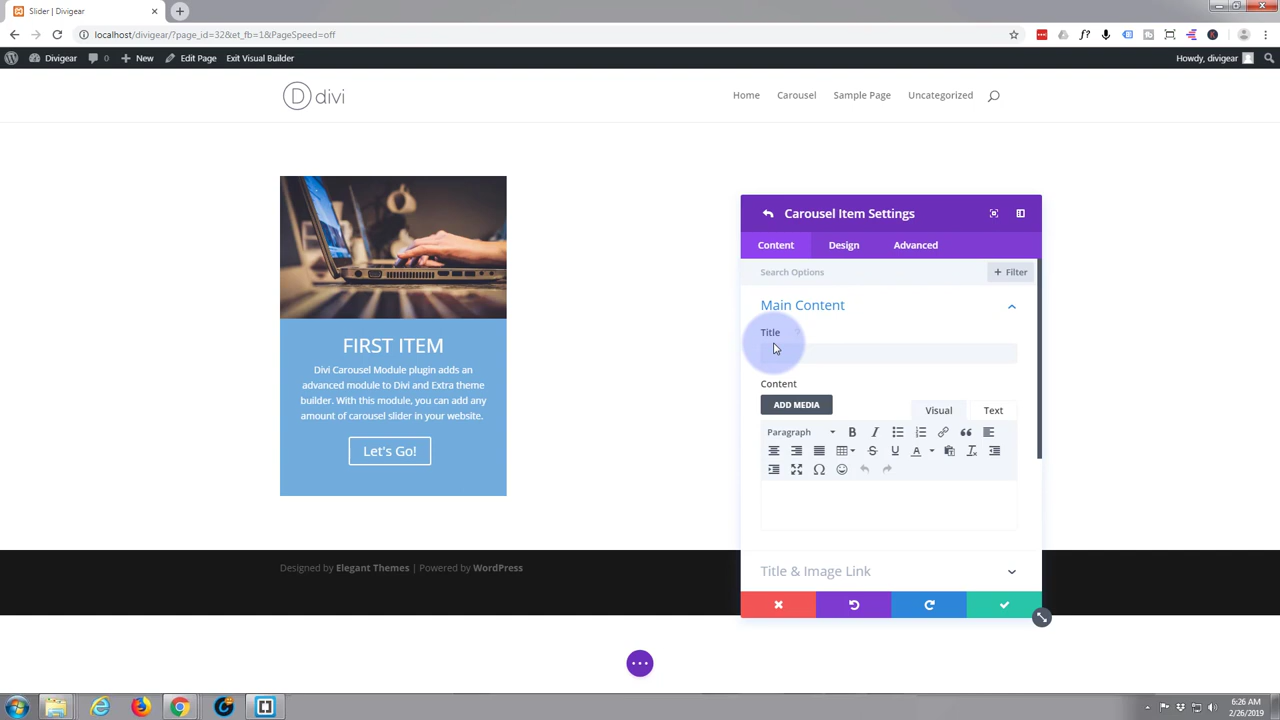 Slider | Divigear
localhost/divigear/?page_id=32&et_fb=1&PageSpeed=off
Divigear
0
New
Edit Page
Exit Visual Builder
Howdy, divigear
D divi
Home
Carousel
Sample Page
Uncategorized
FIRST ITEM
Divi Carousel Module plugin adds an
advanced module to Divi and Extra theme
builder. With this module, you can add any
amount of carousel slider in your website.
Let's Go!
Carousel Item Settings
Content
Design
Advanced
Search Options
+ Filter
Main Content
Title
Content
ADD MEDIA
Visual
Text
Paragraph
Title & Image Link
Designed by Elegant Themes | Powered by WordPress
6:26 AM
2/26/2019